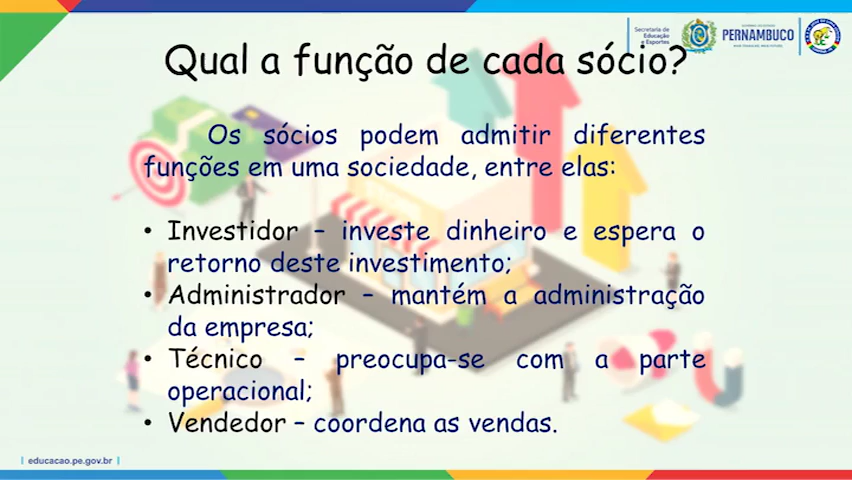 Secretaria de
Educação
e Esportes
PERNAMBUCO
Qual a função de cada sócio?
Os sócios podem admitir diferentes
funções em uma sociedade, entre elas:
• Investidor – investe dinheiro e espera o
retorno deste investimento;
• Administrador – mantém a administração
da empresa;
• Técnico – preocupa-se com a parte
operacional;
• Vendedor – coordena as vendas.
educacao.pe.gov.br